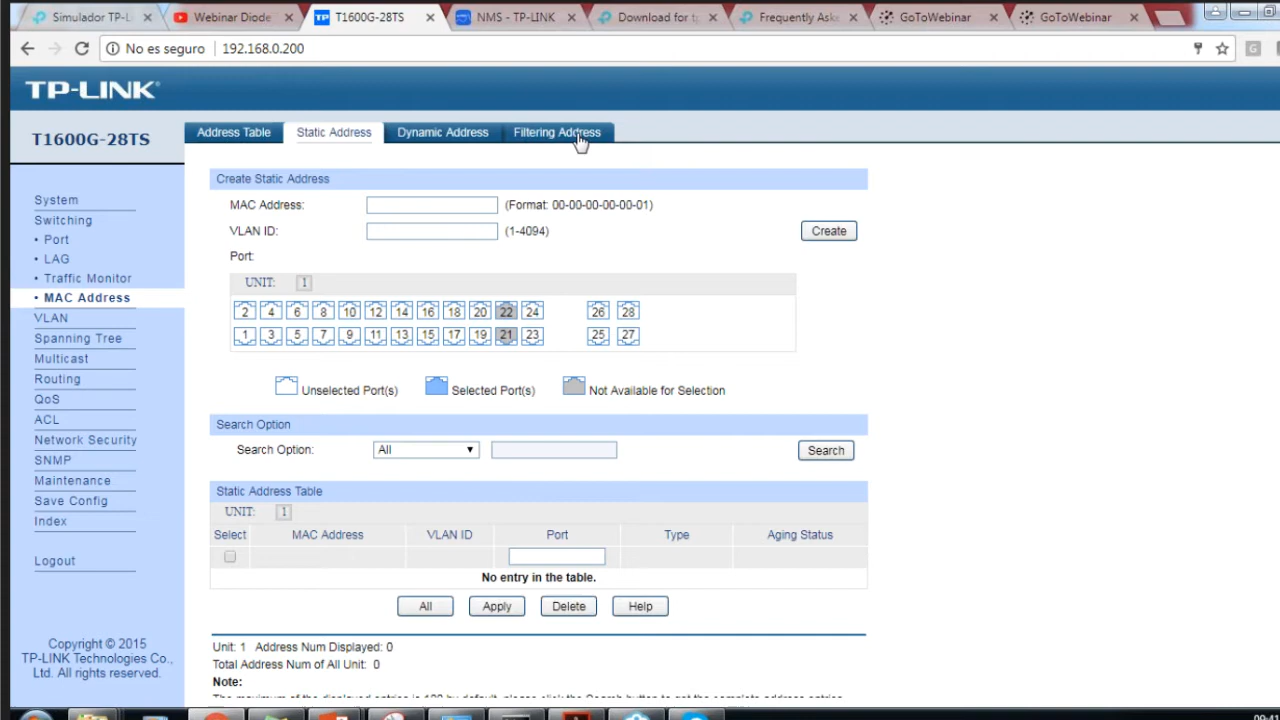 Simulador TP-L
Webinar Diode
T1600G-28TS
NMS - TP-LINK
Download for t
Frequently Ask
GoToWebinar
GoToWebinar
No es seguro
192.168.0.200
TP-LINK
T1600G-28TS
Address Table
Static Address
Dynamic Address
Filtering Address
System
Switching
• Port
• LAG
• Traffic Monitor
• MAC Address
VLAN
Spanning Tree
Multicast
Routing
QoS
ACL
Network Security
SNMP
Maintenance
Save Config
Index
Logout
Copyright © 2015
TP-LINK Technologies Co.,
Ltd. All rights reserved.
Create Static Address
MAC Address:
(Format: 00-00-00-00-00-01)
VLAN ID:
(1-4094)
Create
Port:
UNIT: 1
2 4 6 8 10 12 14 16 18 20 22 24 26 28
1 3 5 7 9 11 13 15 17 19 21 23 25 27
Unselected Port(s)
Selected Port(s)
Not Available for Selection
Search Option
Search Option:
All
Search
Static Address Table
UNIT: 1
Select MAC Address VLAN ID Port Type Aging Status
No entry in the table.
All
Apply
Delete
Help
Unit: 1 Address Num Displayed: 0
Total Address Num of All Unit: 0
Note: